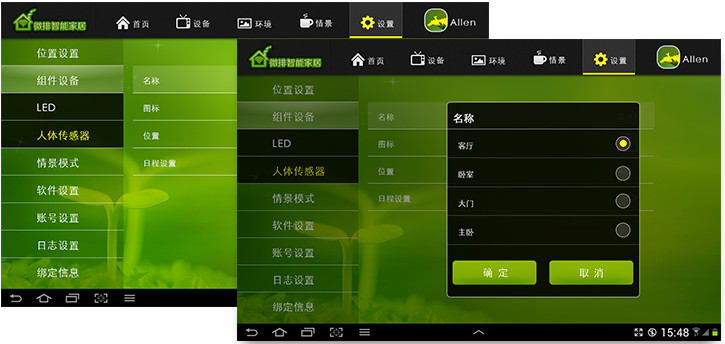 微排智能家居
首页
设备
环境
情景
设置
Allen
位置设置
组件设备
LED
人体传感器
情景模式
软件设置
账号设置
日志设置
绑定信息
名称
图标
位置
日程设置
微排智能家居
首页
设备
环境
情景
设置
Allen
位置设置
组件设备
LED
人体传感器
情景模式
软件设置
账号设置
日志设置
绑定信息
名称
图标
位置
日程设置
名称
客厅
卧室
大门
主卧
确定
取消
15:48